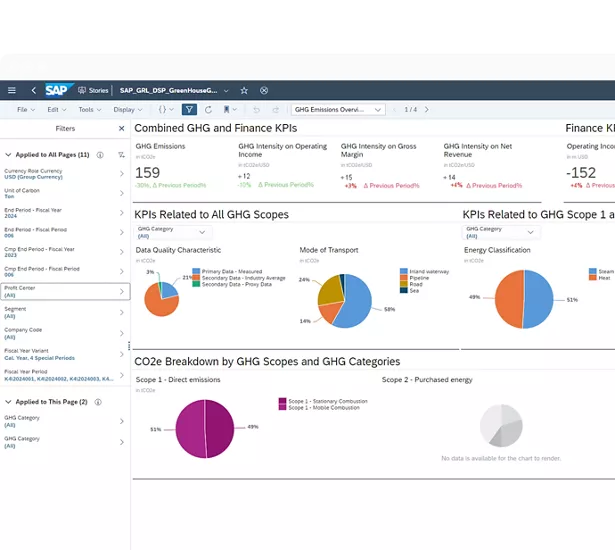 SAP Stories SAP_GRL_DSP_GreenHouseG...
File Edit Tools Display GHG Emissions Overvi... 1 / 4
Filters
Applied to All Pages (11)
Currency Role Currency
USD (Group Currency)
Unit of Carbon
Ton
End Period - Fiscal Year
2024
End Period - Fiscal Period
006
Cmp End Period - Fiscal Year
2023
Cmp End Period - Fiscal Period
006
Profit Center
(All)
Segment
(All)
Company Code
(All)
Fiscal Year Variant
Cal. Year, 4 Special Periods
Fiscal Year Period
K4#2024001, K4#2024002, K4#2024003, K4...
Applied to This Page (2)
GHG Category
(All)
GHG Category
(All)
Combined GHG and Finance KPIs
GHG Emissions
in tCO2e
159
-30%, Δ Previous Period%
GHG Intensity on Operating
Income
in tCO2e/USD
+12
-10% Δ Previous Period%
GHG Intensity on Gross
Margin
in tCO2e/USD
+15
+3% Δ Previous Period%
GHG Intensity on Net
Revenue
in tCO2e/USD
+14
+4% Δ Previous Period%
Finance KI
Operating Inco
in USD
-152
+4% Δ Previo
KPIs Related to All GHG Scopes
GHG Category
(All)
Data Quality Characteristic
in tCO2e
3%
21%
Primary Data - Measured
Secondary Data - Industry Average
Secondary Data - Proxy Data
Mode of Transport
in tCO2e
24%
14%
58%
Inland waterway
Pipeline
Road
Sea
KPIs Related to GHG Scope 1 a
GHG Category
(All)
Energy Classification
in tCO2e
49%
51%
Steam
Heat
CO2e Breakdown by GHG Scopes and GHG Categories
Scope 1 - Direct emissions
in tCO2e
51%
49%
Scope 1 - Stationary Combustion
Scope 1 - Mobile Combustion
Scope 2 - Purchased energy
No data is available for the chart to render.